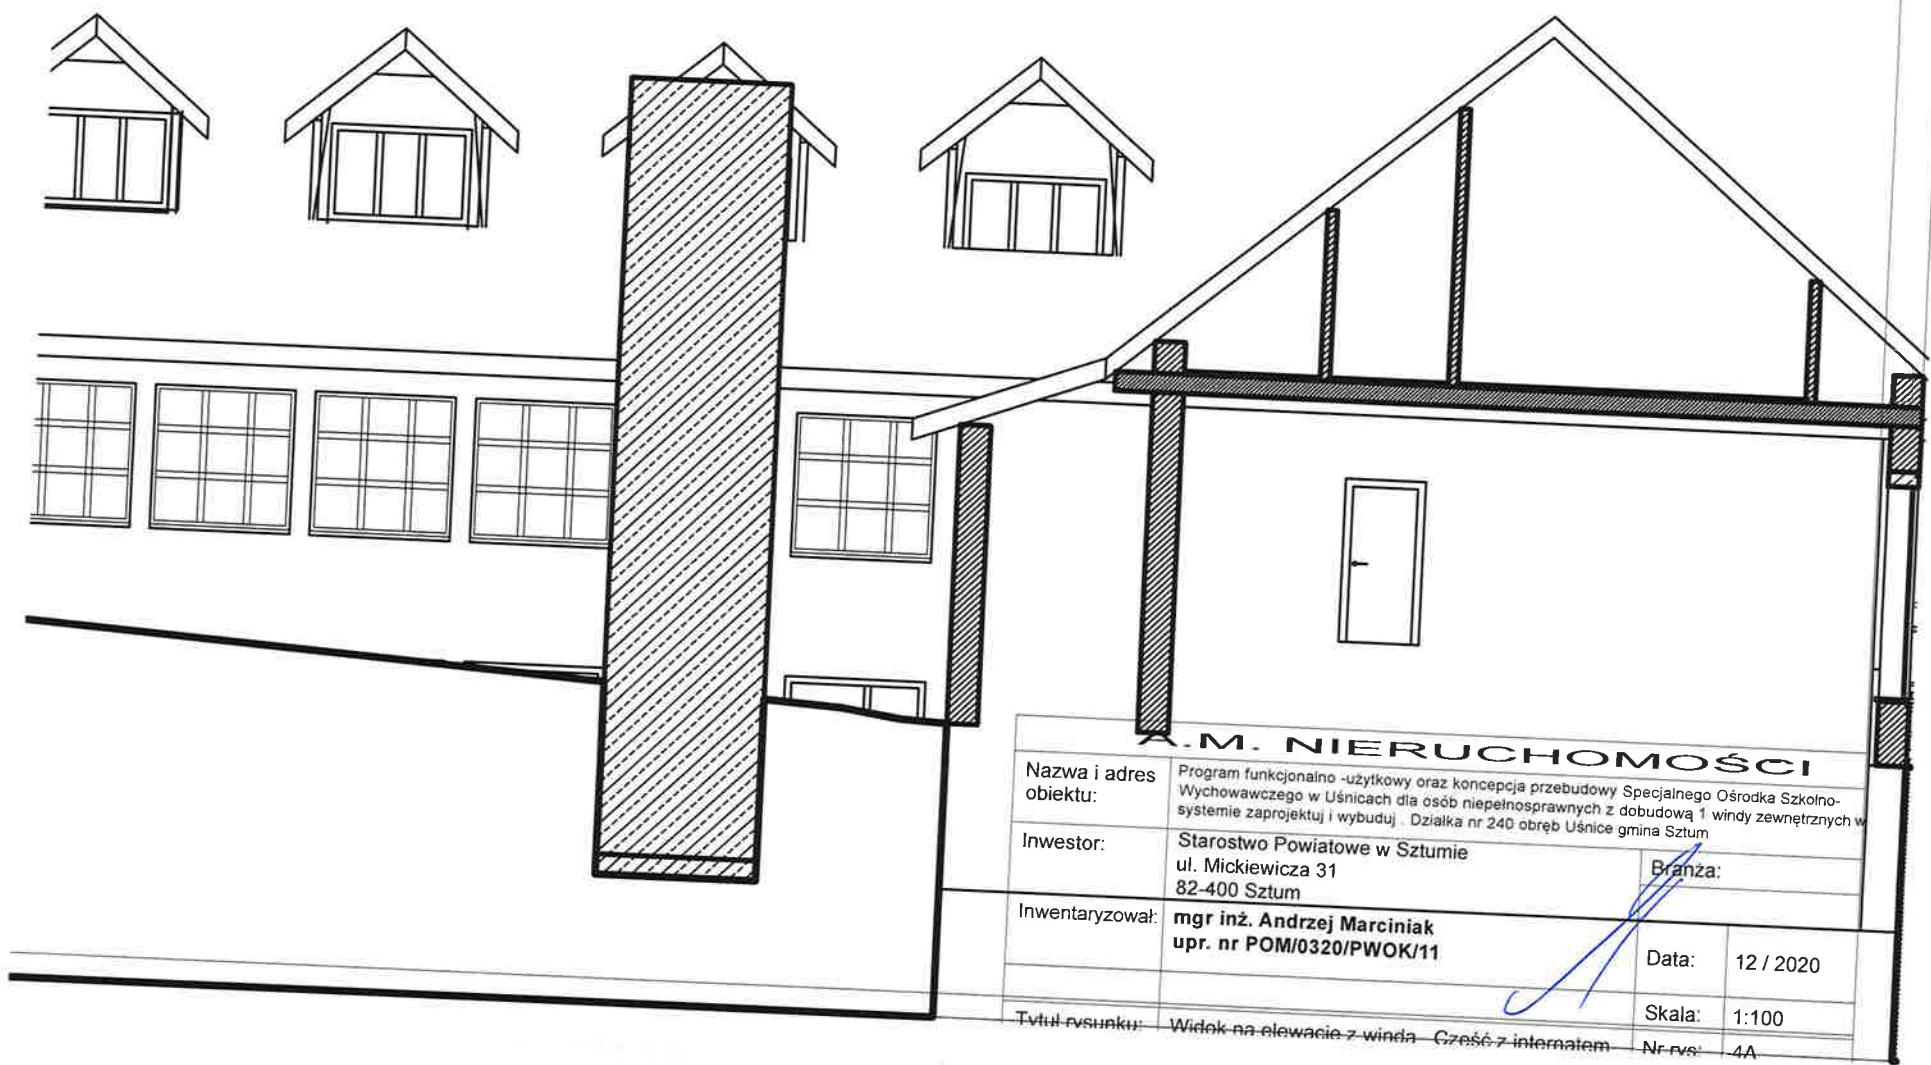 A.M. NIERUCHOMOŚCI
Nazwa i adres obiektu:
Program funkcjonalno -użytkowy oraz koncepcja przebudowy Specjalnego Ośrodka Szkolno-
Wychowawczego w Uśnicach dla osób niepełnosprawnych z dobudową 1 windy zewnętrznych w
systemie zaprojektuj i wybuduj . Działka nr 240 obręb Uśnice gmina Sztum
Inwestor:
Starostwo Powiatowe w Sztumie
ul. Mickiewicza 31
82-400 Sztum
Branża:
Inwentaryzował:
mgr inż. Andrzej Marciniak
upr. nr POM/0320/PWOK/11
Data: 12 / 2020
Skala: 1:100
Tytuł rysunku: Widok na elewacje z windą Cześć z internatem
Nr rys: 4A